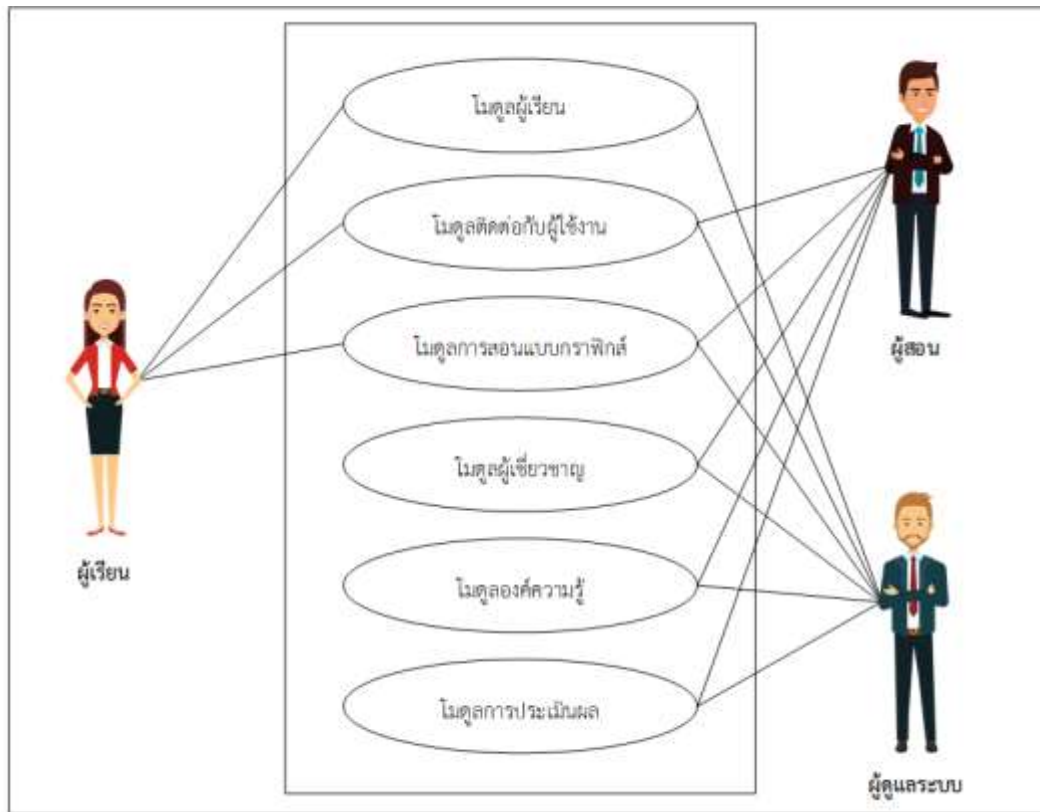 โมดูลผู้เรียน
โมดูลติดต่อกับผู้ใช้งาน
โมดูลการสอนแบบกราฟิกส์
โมดูลผู้เชี่ยวชาญ
โมดูลองค์ความรู้
โมดูลการประเมินผล
ผู้เรียน
ผู้สอน
ผู้ดูแลระบบ